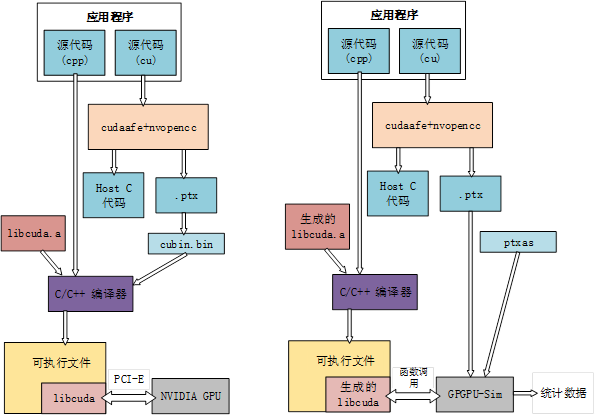 应用程序
源代码
(cpp)
源代码
(cu)
cudaafe+nvopencc
Host C
代码
.ptx
libcuda.a
cubin.bin
C/C++ 编译器
可执行文件
libcuda
PCI-E
NVIDIA GPU
应用程序
源代码
(cpp)
源代码
(cu)
cudaafe+nvopencc
Host C
代码
.ptx
生成的
libcuda.a
ptxas
C/C++ 编译器
可执行文件
生成的
libcuda
函数调
用
GPGPU-Sim
统计数据